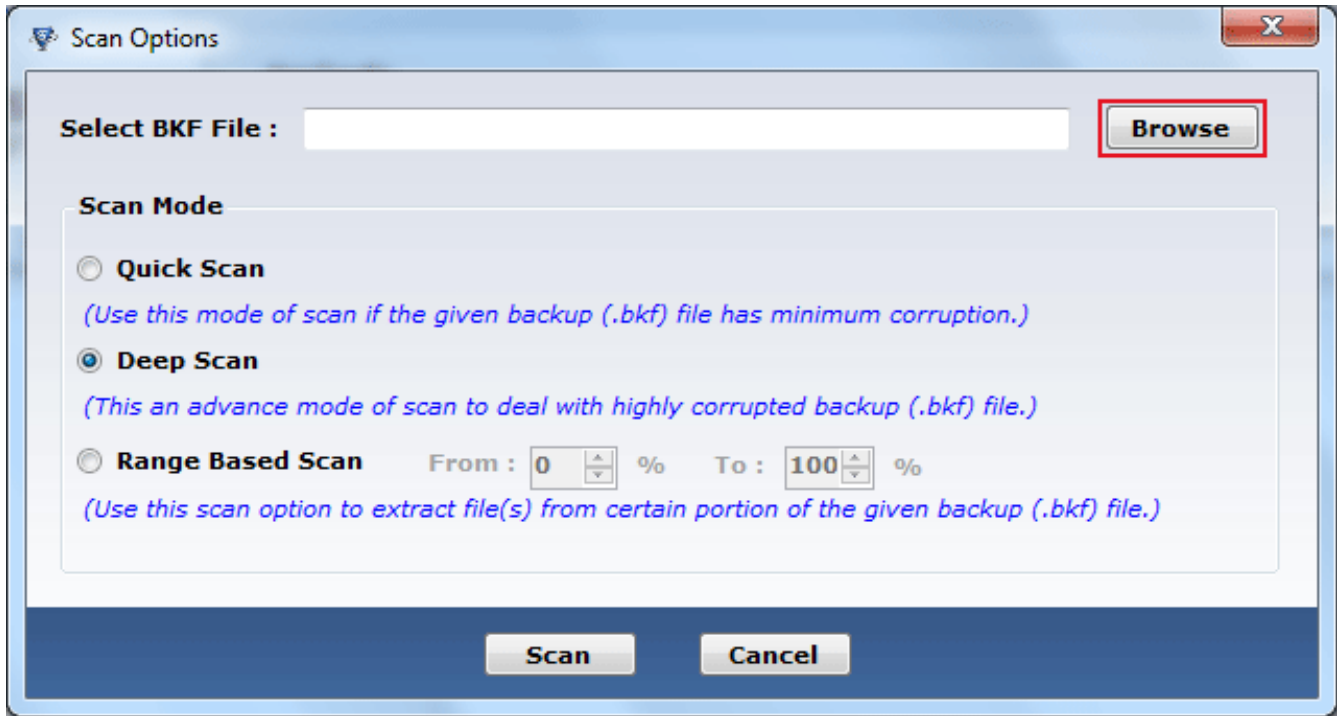 Scan Options
Select BKF File : Browse
Scan Mode
Quick Scan
(Use this mode of scan if the given backup (.bkf) file has minimum corruption.)
Deep Scan
(This an advance mode of scan to deal with highly corrupted backup (.bkf) file.)
Range Based Scan From : 0 % To : 100 %
(Use this scan option to extract file(s) from certain portion of the given backup (.bkf) file.)
Scan Cancel